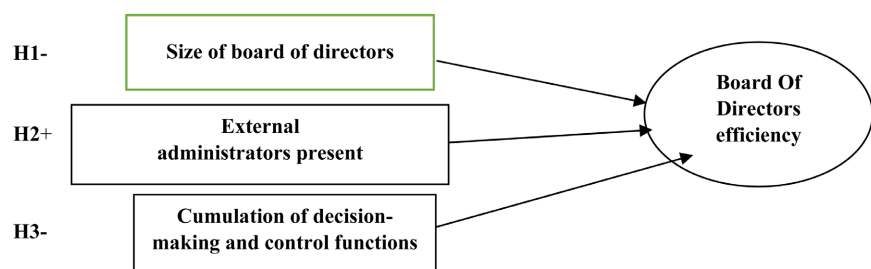 H1-
Size of board of directors
Board Of
Directors
efficiency
H2+
External
administrators present
H3-
Cumulation of decision-
making and control functions